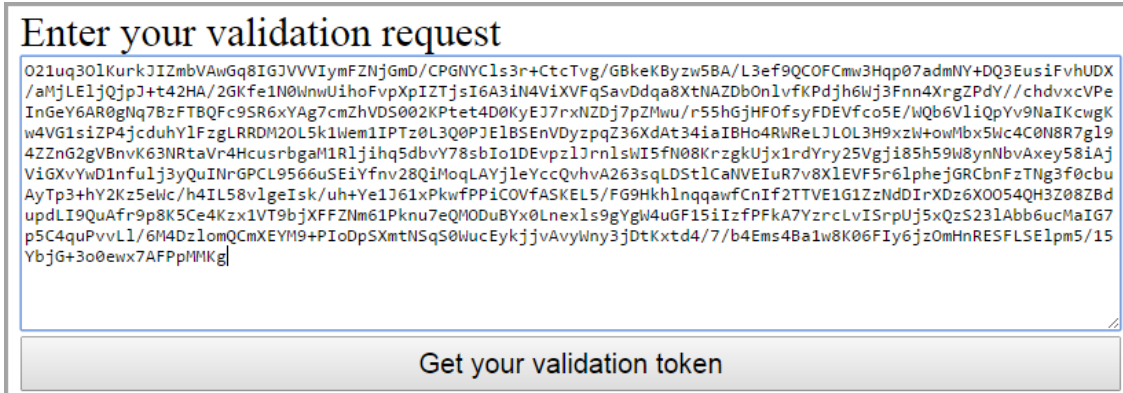 Enter your validation request
O21uq3OlKurkJIZmbVAwGq8IGJVVVIymFZNjGmD/CPGNYCls3r+CtcTvg/GBkeKByzw5BA/L3ef9QCOFCmw3Hqp07admNY+DQ3EusiFvhUDX
/aMjLEljQjpJ+t42HA/2GKfe1N0WnwUihoFvpXpIZTjsI6A3iN4ViXVFqSavDdqa8XtNAZDbOnlvfKPdjh6Wj3Fnn4XrgZPdY//chdvxcVPe
InGeY6AR0gNq7BzFTBQFc9SR6xYAg7cmZhVDS002KPtet4D0KyEJ7rxNZDj7pZMwu/r55hGjHFOfsyFDEVfco5E/WQb6VliQpYv9NaIKcwgK
w4VG1siZP4jcduhYlFzgLRRDM2OL5k1Wem1IPTz0L3Q0PJElBSEnVDyzpqZ36XdAt34iaIBHo4RWReLJLOL3H9xzW+owMbx5Wc4C0N8R7gl9
4ZZnG2gVBnvK63NRtaVr4HcusrbgaM1Rljihq5dbvY78sbIo1DEvpzlJrnlsWI5fN08KrzgkUjx1rdYry25Vgji85h59W8ynNbvAxey58iAj
ViGXvYwD1nfulj3yQuINrGPCL9566uSEiYfnv28QiMoqLAYjleYccQvhvA263sqLDStlCaNVEIuR7v8XlEVF5r6lphejGRCbnFzTNg3f0cbu
AyTp3+hY2Kz5eWc/h4IL58vlgeIsk/uh+Ye1J61xPkwfPPiCOVfASKEL5/FG9HkhlnqqawfCnIf2TTVE1G1ZzNdDIrXDz6XOO54QH3Z08ZBd
updLI9QuAfr9p8K5Ce4Kzx1VT9bjXFFZNm61Pknu7eQMODuBYx0Lnexls9gYgW4uGF15iIzfPFkA7YzrcLvISrpUj5xQzS23lAbb6ucMaIG7
p5C4quPvvLl/6M4DzlomQCmXEYM9+PIoDpSXmtNSqS0WucEykjjvAvyWny3jDtKxtd4/7/b4Ems4Ba1w8K06FIy6jzOmHnRESFLSElpm5/15
YbjG+3o0ewx7AFPpMMKg
Get your validation token